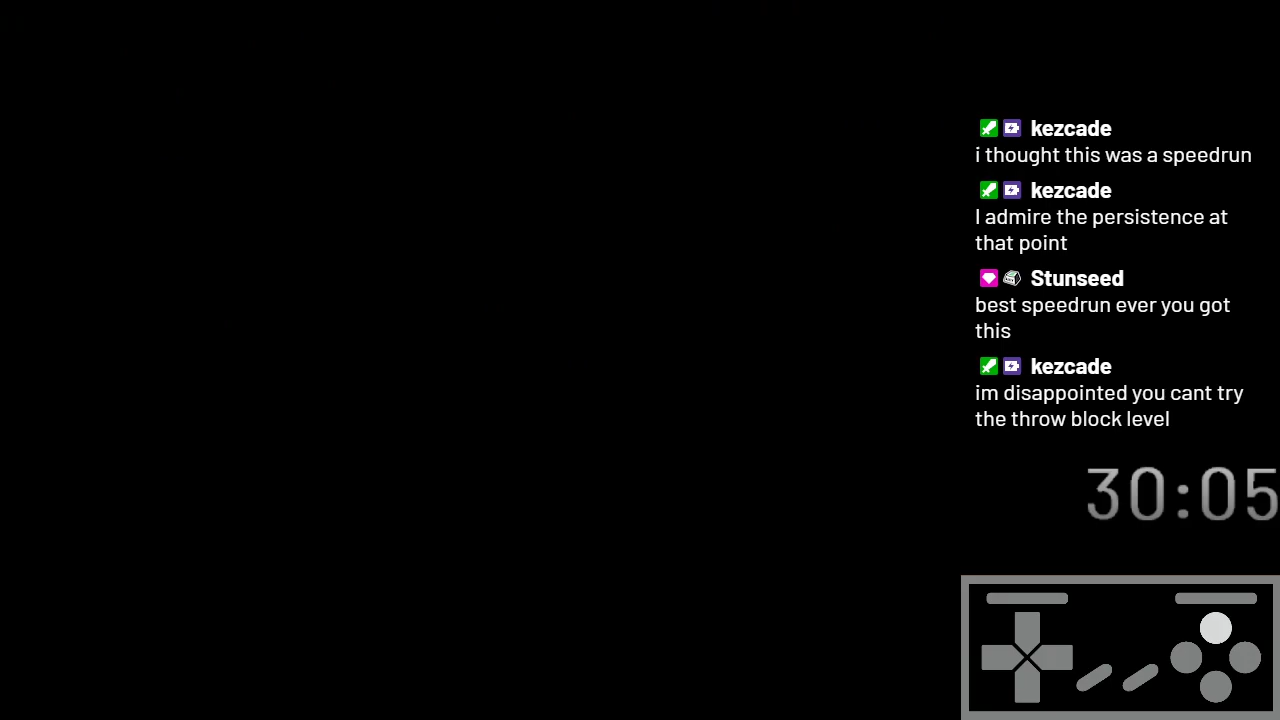 kezcade
i thought this was a speedrun
kezcade
I admire the persistence at
that point
Stunseed
best speedrun ever you got
this
kezcade
im disappointed you cant try
the throw block level
30:05